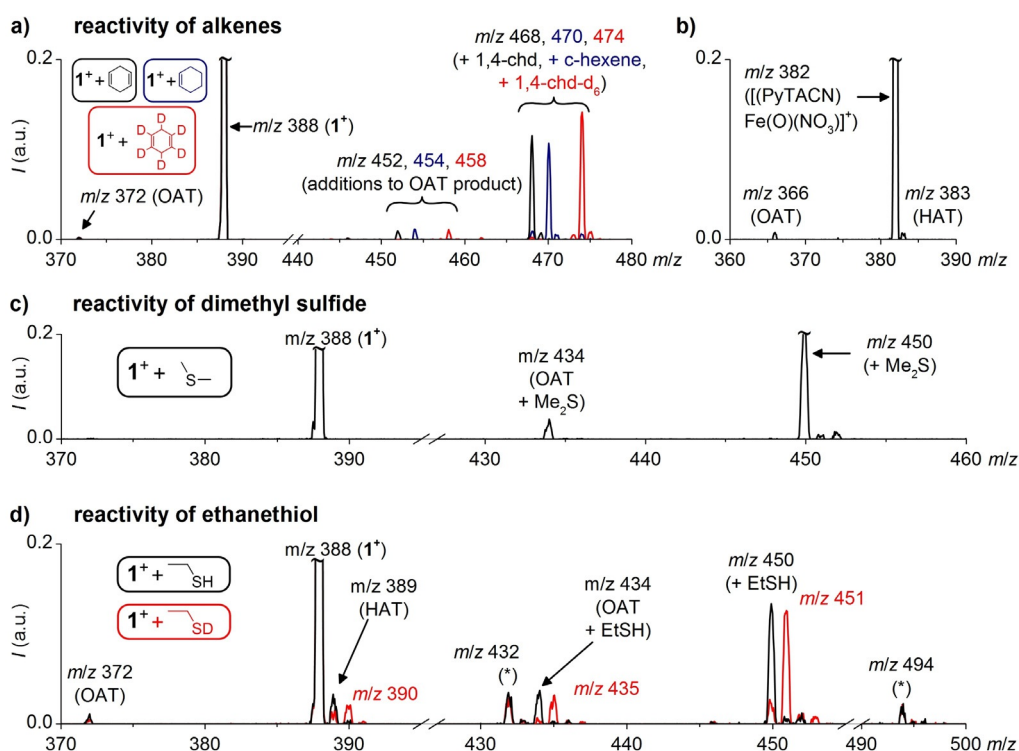 a) reactivity of alkenes
I (a.u.)
0.2
0.0
1⁺ +
1⁺ +
1⁺ +
D D
D D
D D
m/z 372 (OAT)
m/z 388 (1⁺)
m/z 452, 454, 458
(additions to OAT product)
m/z 468, 470, 474
(+ 1,4-chd, + c-hexene,
+ 1,4-chd-d₆)
370 380 390 440 450 460 470 480 m/z
b)
0.2
0.0
m/z 382
([(PyTACN)
Fe(O)(NO₃)]⁺)
m/z 366
(OAT)
m/z 383
(HAT)
360 370 380 390
c) reactivity of dimethyl sulfide
I (a.u.)
0.2
0.0
1⁺ + S
m/z 388 (1⁺)
m/z 434
(OAT
+ Me₂S)
m/z 450
(+ Me₂S)
370 380 390 430 440 450 460 m/z
d) reactivity of ethanethiol
I (a.u.)
0.2
0.0
1⁺ + SH
1⁺ + SD
m/z 372
(OAT)
m/z 388 (1⁺)
m/z 389
(HAT)
m/z 390
m/z 432
(*)
m/z 434
(OAT
+ EtSH)
m/z 435
m/z 450
(+ EtSH)
m/z 451
m/z 494
(*)
370 380 390 430 440 450 490 500 m/z